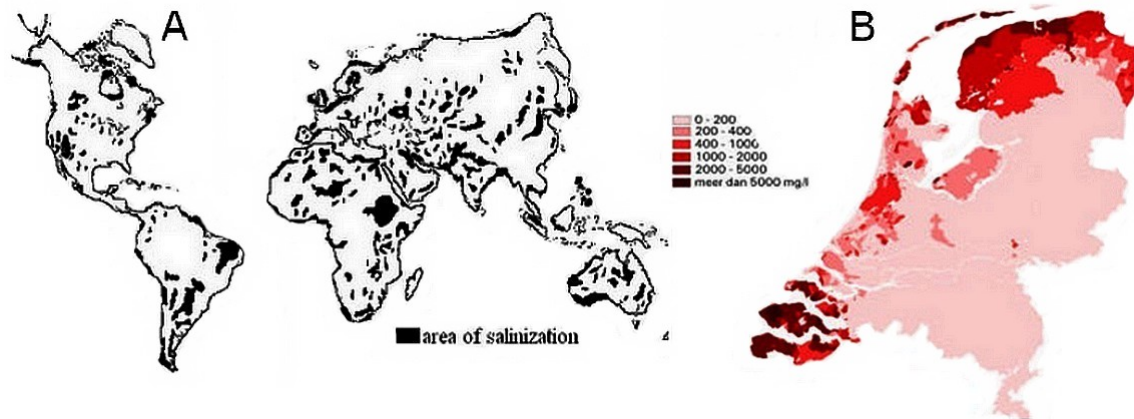 A
area of salinization
B
0 - 200
200 - 400
400 - 1000
1000 - 2000
2000 - 5000
meer dan 5000 mg/l